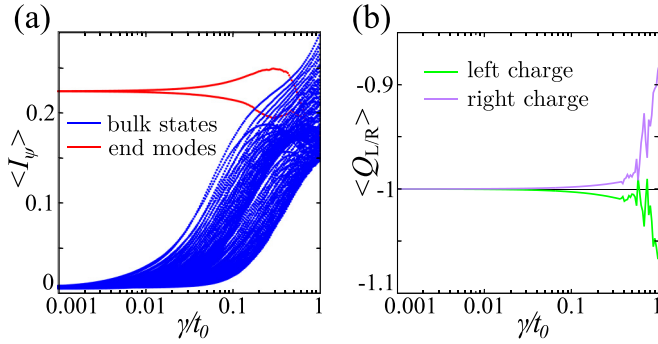 (a)
<I_ψ>
0.2
0.1
0
bulk states
end modes
0.001
0.01
0.1
1
γ/t_0
(b)
<Q_L/R>
-0.9
-1
-1.1
left charge
right charge
0.001
0.01
0.1
1
γ/t_0